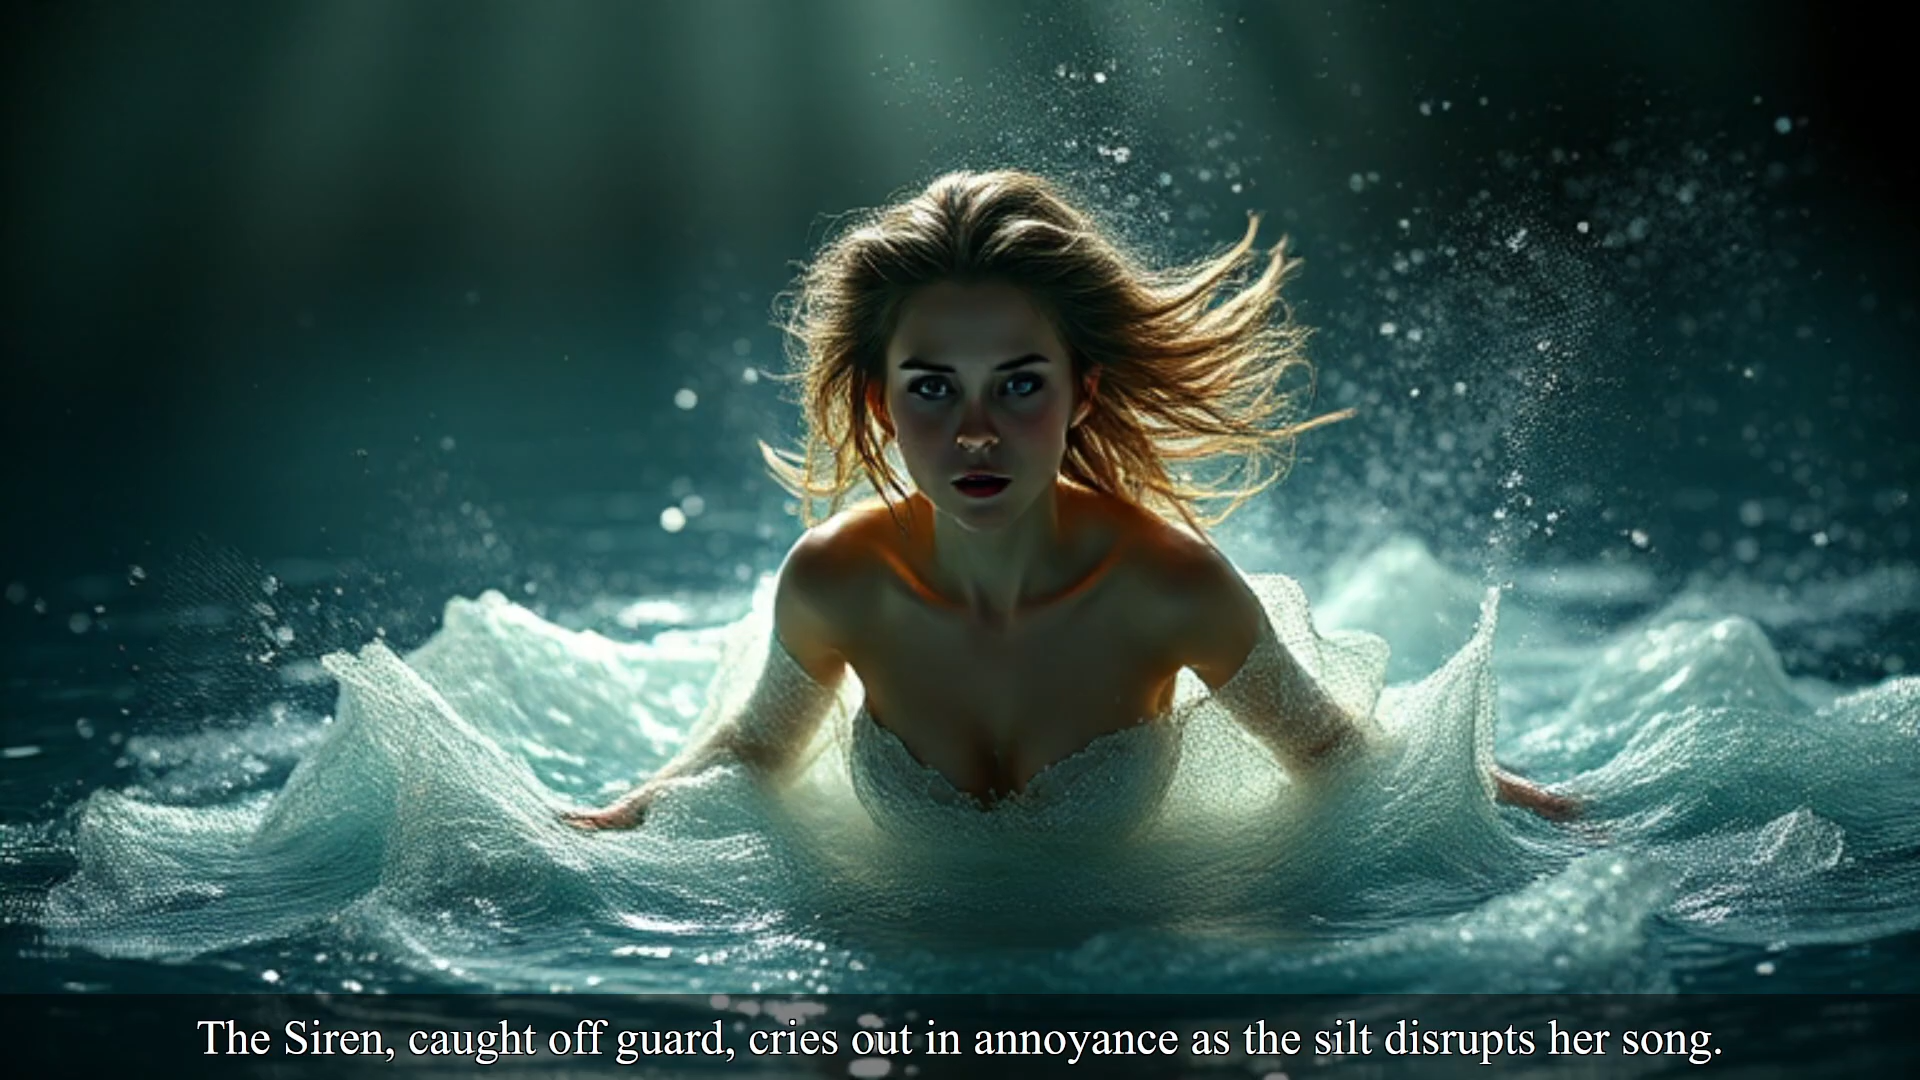 The Siren, caught off guard, cries out in annoyance as the silt disrupts her song.